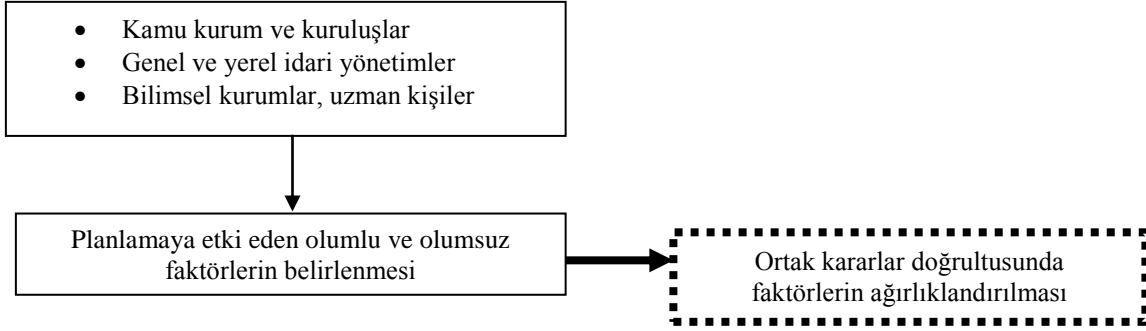 • Kamu kurum ve kuruluşlar
• Genel ve yerel idari yönetimler
• Bilimsel kurumlar, uzman kişiler
Planlamaya etki eden olumlu ve olumsuz
faktörlerin belirlenmesi
Ortak kararlar doğrultusunda
faktörlerin ağırlıklandırılması